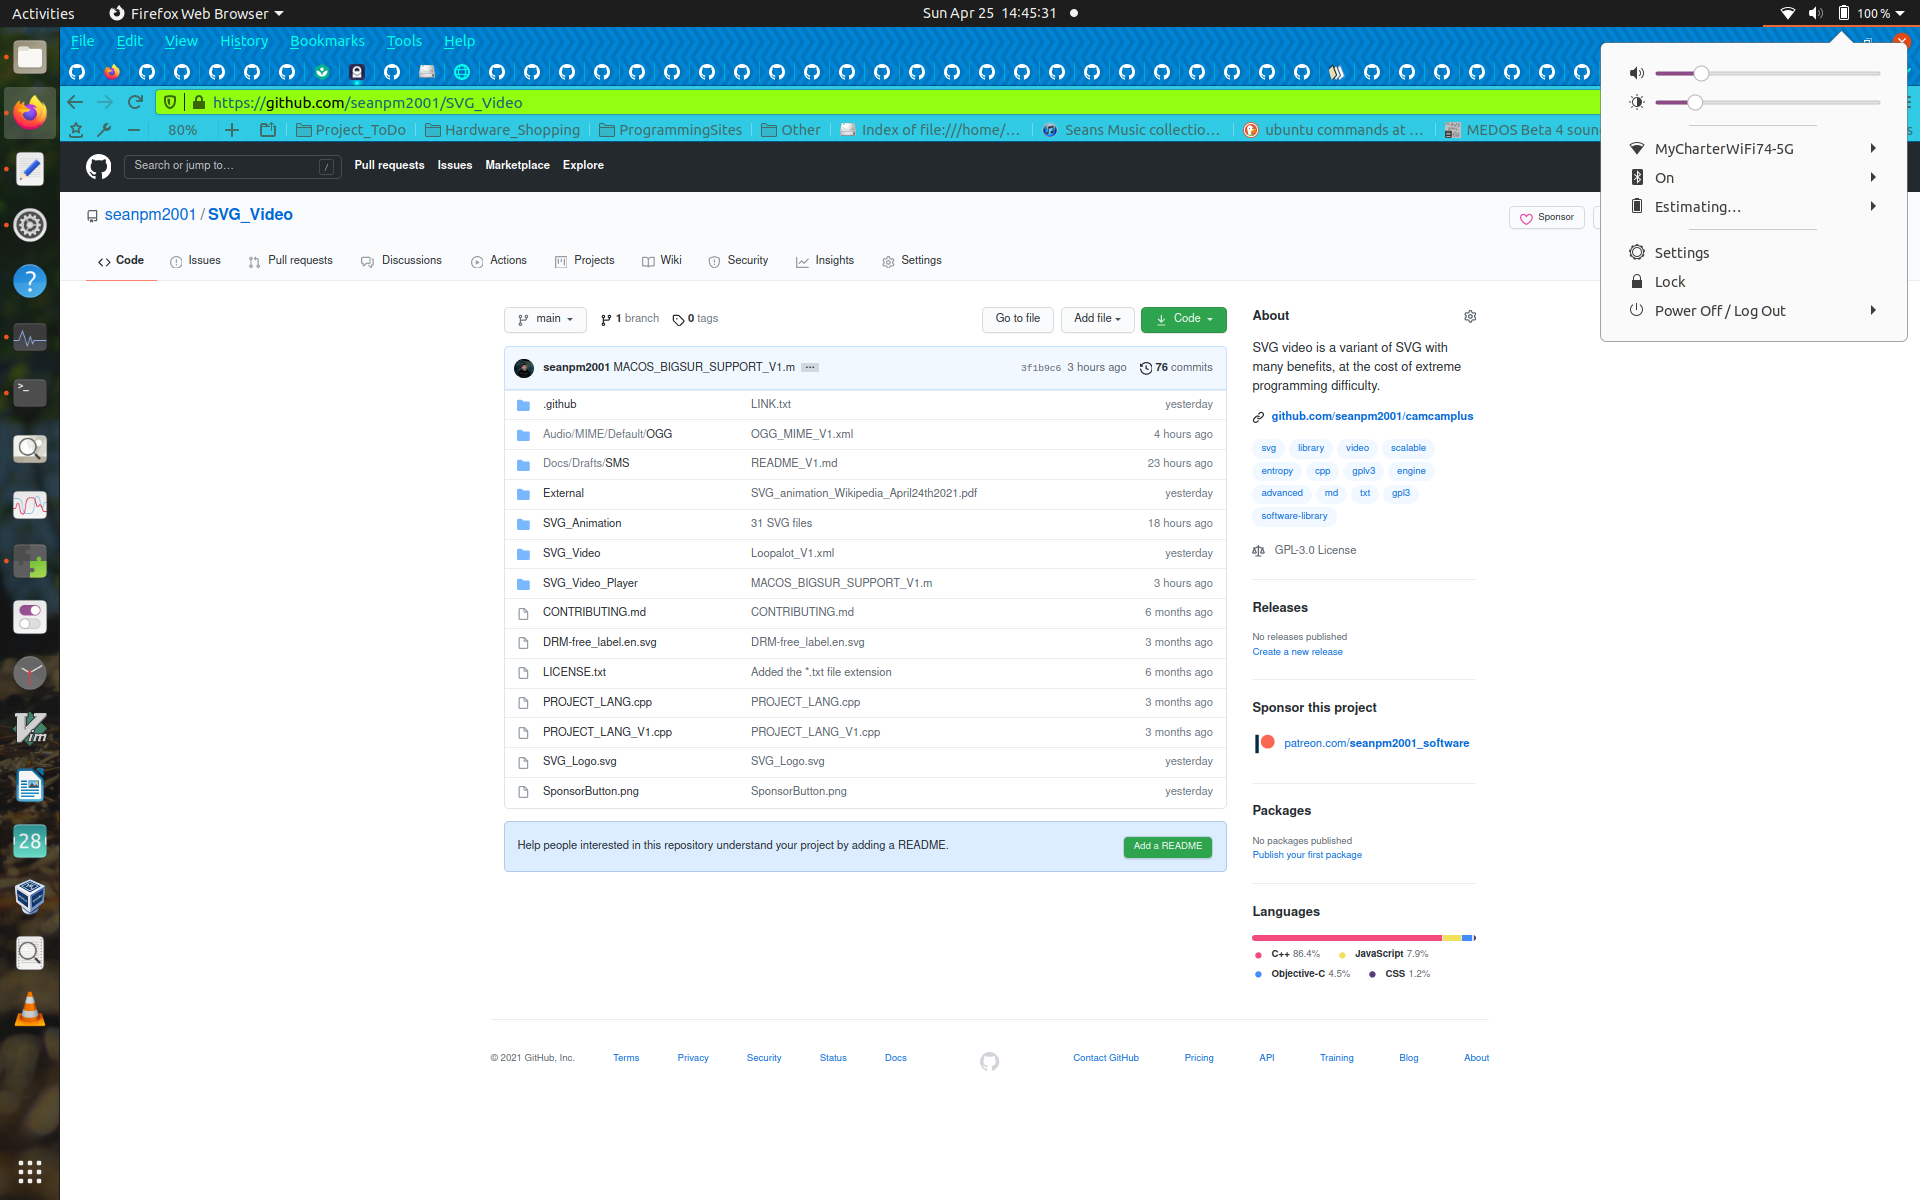 Activities Firefox Web Browser Sun Apr 25 14:45:31 100 %
File Edit View History Bookmarks Tools Help
https://github.com/seanpm2001/SVG_Video
80% Project_ToDo Hardware_Shopping ProgrammingSites Other Index of file:///home/… Seans Music collectio… ubuntu commands at … MEDOS Beta 4 soun
Search or jump to… / Pull requests Issues Marketplace Explore
seanpm2001 / SVG_Video
Sponsor
Code Issues Pull requests Discussions Actions Projects Wiki Security Insights Settings
main 1 branch 0 tags Go to file Add file Code
seanpm2001 MACOS_BIGSUR_SUPPORT_V1.m ... 3f1b9c6 3 hours ago 76 commits
.github LINK.txt yesterday
Audio/MIME/Default/OGG OGG_MIME_V1.xml 4 hours ago
Docs/Drafts/SMS README_V1.md 23 hours ago
External SVG_animation_Wikipedia_April24th2021.pdf yesterday
SVG_Animation 31 SVG files 18 hours ago
SVG_Video Loopalot_V1.xml yesterday
SVG_Video_Player MACOS_BIGSUR_SUPPORT_V1.m 3 hours ago
CONTRIBUTING.md CONTRIBUTING.md 6 months ago
DRM-free_label.en.svg DRM-free_label.en.svg 3 months ago
LICENSE.txt Added the *.txt file extension 6 months ago
PROJECT_LANG.cpp PROJECT_LANG.cpp 3 months ago
PROJECT_LANG_V1.cpp PROJECT_LANG_V1.cpp 3 months ago
SVG_Logo.svg SVG_Logo.svg yesterday
SponsorButton.png SponsorButton.png yesterday
Help people interested in this repository understand your project by adding a README. Add a README
About
SVG video is a variant of SVG with
many benefits, at the cost of extreme
programming difficulty.
github.com/seanpm2001/camcamplus
svg library video scalable
entropy cpp gplv3 engine
advanced md txt gpl3
software-library
GPL-3.0 License
Releases
No releases published
Create a new release
Sponsor this project
patreon.com/seanpm2001_software
Packages
No packages published
Publish your first package
Languages
C++ 86.4% JavaScript 7.9%
Objective-C 4.5% CSS 1.2%
© 2021 GitHub, Inc. Terms Privacy Security Status Docs Contact GitHub Pricing API Training Blog About
MyCharterWiFi74-5G
On
Estimating…
Settings
Lock
Power Off / Log Out
28